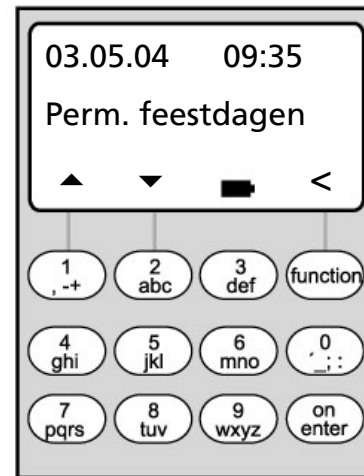 03.05.04 09:35
Perm. feestdagen
<
1 2 3 function
, -+ abc def
4 5 6 0
ghi jkl mno ´_; :
7 8 9 on
pqrs tuv wxyz enter